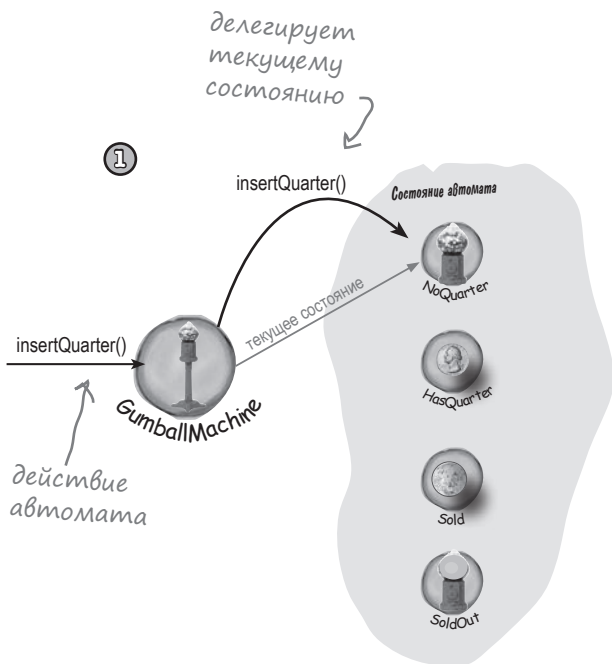 делегирует
текущему
состоянию
1
insertQuarter()
Состояние автомата
NoQuarter
текущее состояние
insertQuarter()
GumballMachine
HasQuarter
действие
автомата
Sold
SoldOut